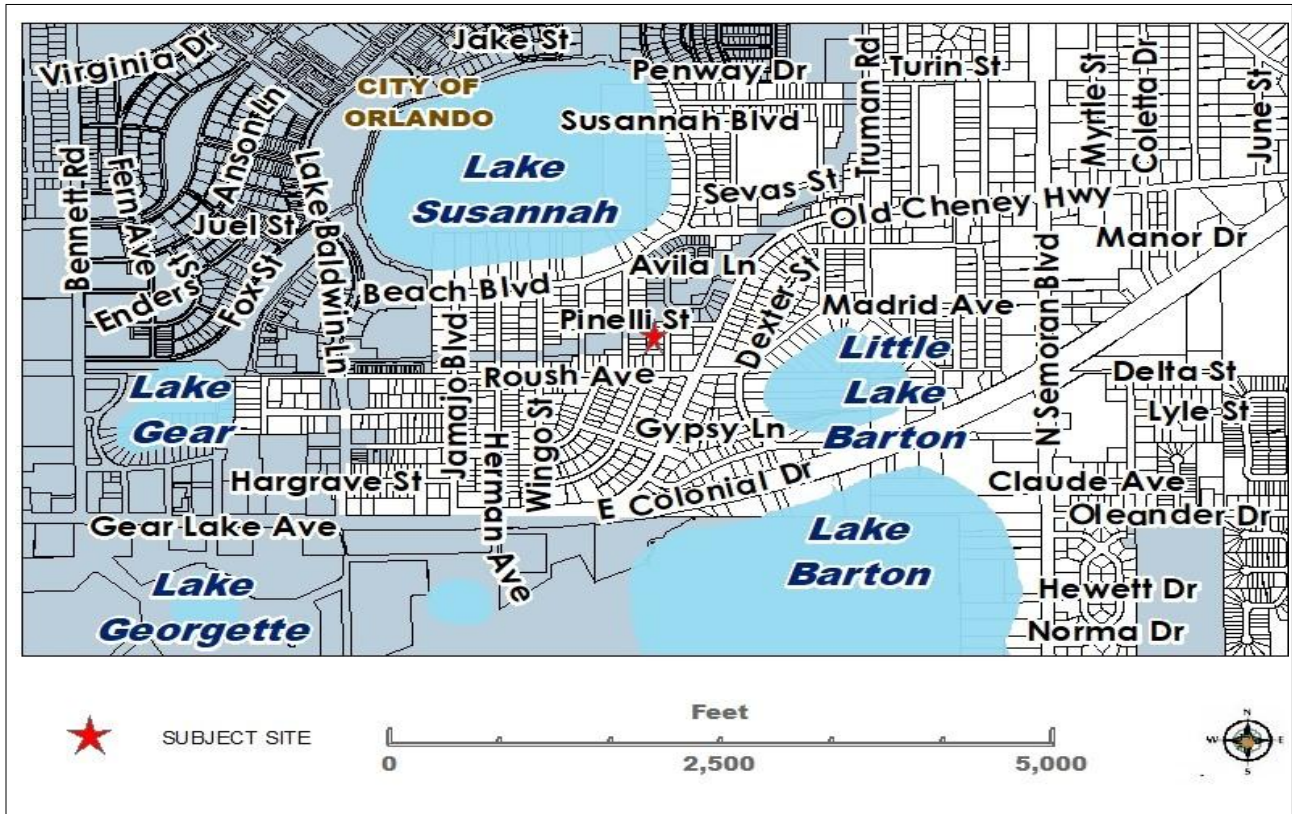 Jake St
Virginia Dr
Penway Dr
Turin St
Truman Rd
Myrtle St
Coletta Dr
June St
CITY OF
ORLANDO
Susannah Blvd
Anson Ln
Lake
Susannah
Bennett Rd
Fern Ave
Lake Baldwin Ln
Juel St
Sevas St
Old Cheney Hwy
Manor Dr
Enders St
Fox St
Avila Ln
Beach Blvd
Dexter St
N Semoran Blvd
Pinelli St
Madrid Ave
Little
Lake
Barton
Jamajo Blvd
Roush Ave
Delta St
Lake
Gear
Lyle St
Herman Ave
Wingo St
Gypsy Ln
Hargrave St
E Colonial Dr
Claude Ave
Gear Lake Ave
Oleander Dr
Lake
Barton
Lake
Georgette
Hewett Dr
Norma Dr
SUBJECT SITE
Feet
0 2,500 5,000
N
W E
S